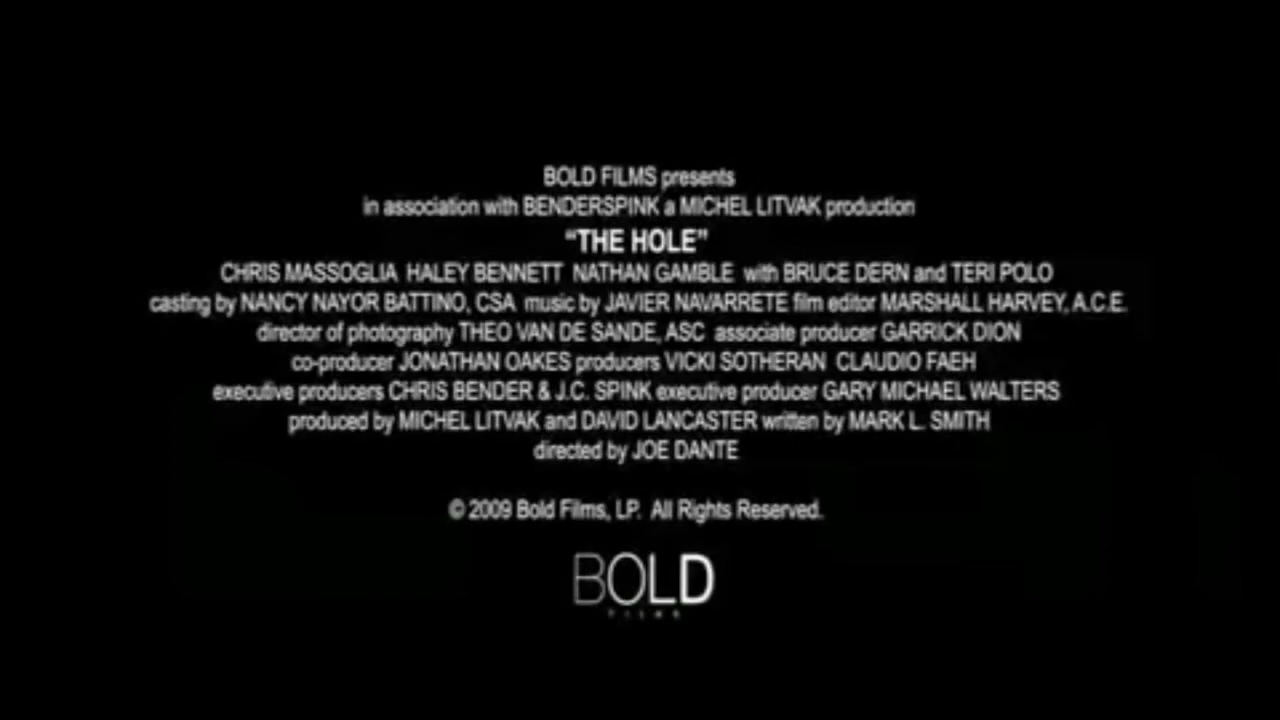 BOLD FILMS presents
in association with BENDERSPINK a MICHEL LITVAK production
“THE HOLE”
CHRIS MASSOGLIA HALEY BENNETT NATHAN GAMBLE with BRUCE DERN and TERI POLO
casting by NANCY NAYOR BATTINO, CSA music by JAVIER NAVARRETE film editor MARSHALL HARVEY, A.C.E.
director of photography THEO VAN DE SANDE, ASC associate producer GARRICK DION
co-producer JONATHAN OAKES producers VICKI SOTHERAN CLAUDIO FAEH
executive producers CHRIS BENDER & J.C. SPINK executive producer GARY MICHAEL WALTERS
produced by MICHEL LITVAK and DAVID LANCASTER written by MARK L. SMITH
directed by JOE DANTE
© 2009 Bold Films, LP. All Rights Reserved.
BOLD
FILMS